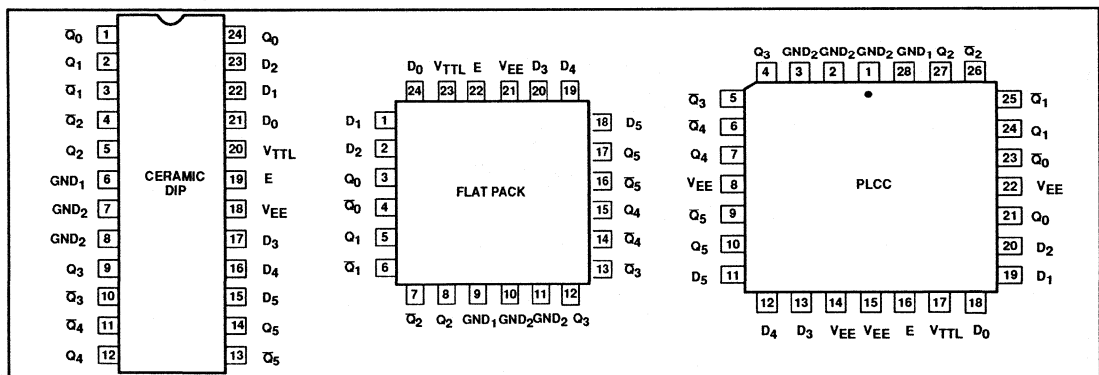 Q̅0 1 24 Q0
Q1 2 23 D2
Q̅1 3 22 D1
Q̅2 4 21 D0
Q2 5 20 VTTL
GND1 6 19 E
GND2 7 18 VEE
GND2 8 17 D3
Q3 9 16 D4
Q̅3 10 15 D5
Q̅4 11 14 Q5
Q4 12 13 Q̅5
CERAMIC
DIP
D0 VTTL E VEE D3 D4
24 23 22 21 20 19
D1 1 18 D5
D2 2 17 Q5
Q0 3 16 Q̅5
Q̅0 4 15 Q4
Q1 5 14 Q̅4
Q̅1 6 13 Q̅3
FLAT PACK
7 8 9 10 11 12
Q̅2 Q2 GND1 GND2 GND2 Q3
Q3 GND2 GND2 GND2 GND1 Q2 Q̅2
4 3 2 1 28 27 26
Q̅3 5 25 Q̅1
Q̅4 6 24 Q1
Q4 7 23 Q̅0
VEE 8 22 VEE
Q̅5 9 21 Q0
Q5 10 20 D2
D5 11 19 D1
PLCC
12 13 14 15 16 17 18
D4 D3 VEE VEE E VTTL D0